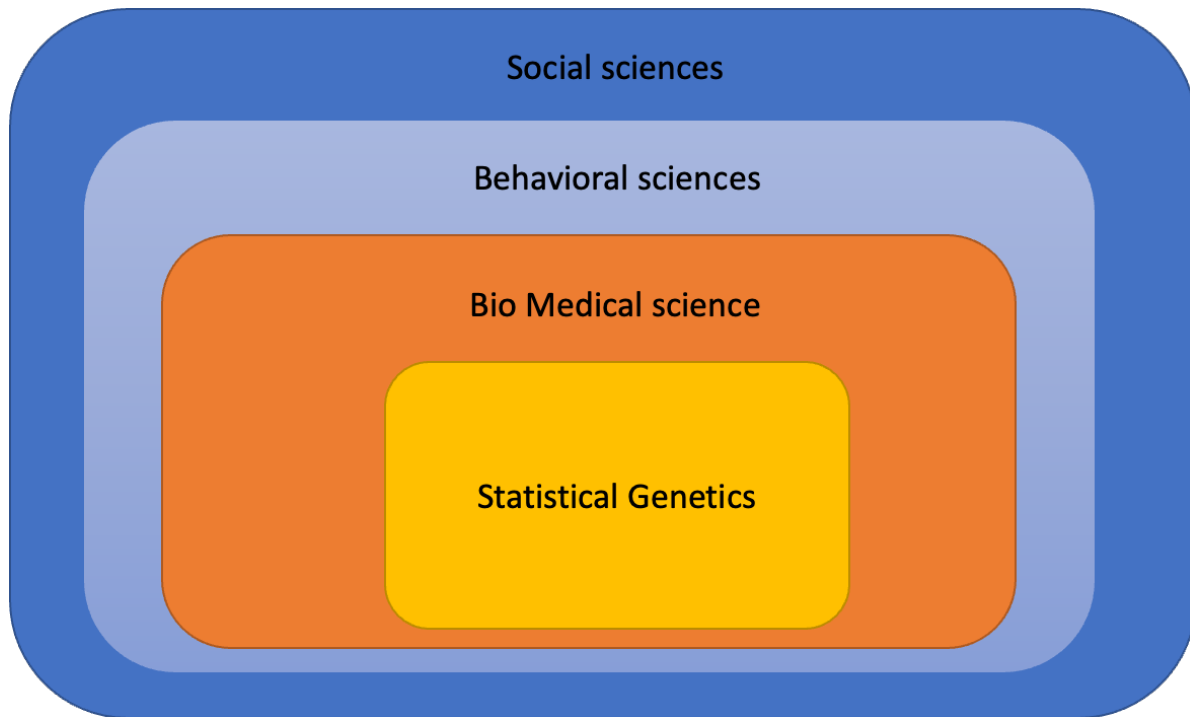 Social sciences
Behavioral sciences
Bio Medical science
Statistical Genetics